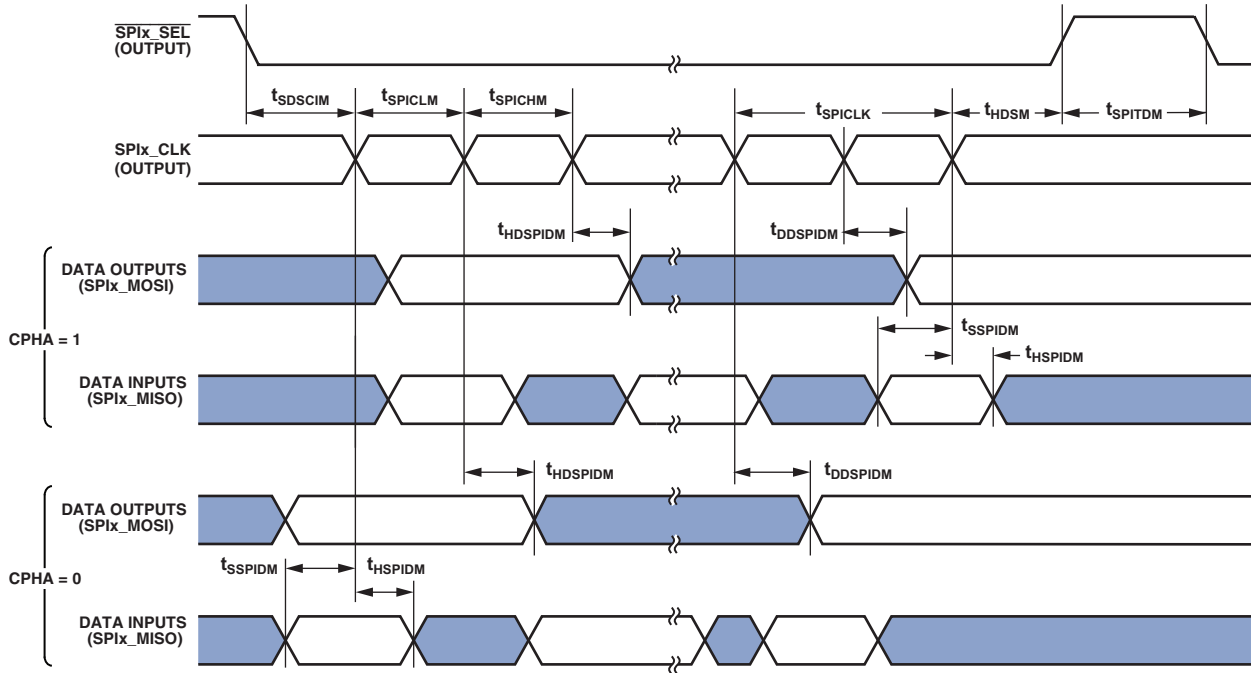 SPIx_SEL
(OUTPUT)
tSDSCIM tSPICLM tSPICHM tSPICLK tHDSM tSPITDM
SPIx_CLK
(OUTPUT)
tHDSPIDM tDDSPIDM
DATA OUTPUTS
(SPIx_MOSI)
CPHA = 1
tSSPIDM
tHSPIDM
DATA INPUTS
(SPIx_MISO)
tHDSPIDM tDDSPIDM
DATA OUTPUTS
(SPIx_MOSI)
CPHA = 0
tSSPIDM tHSPIDM
DATA INPUTS
(SPIx_MISO)